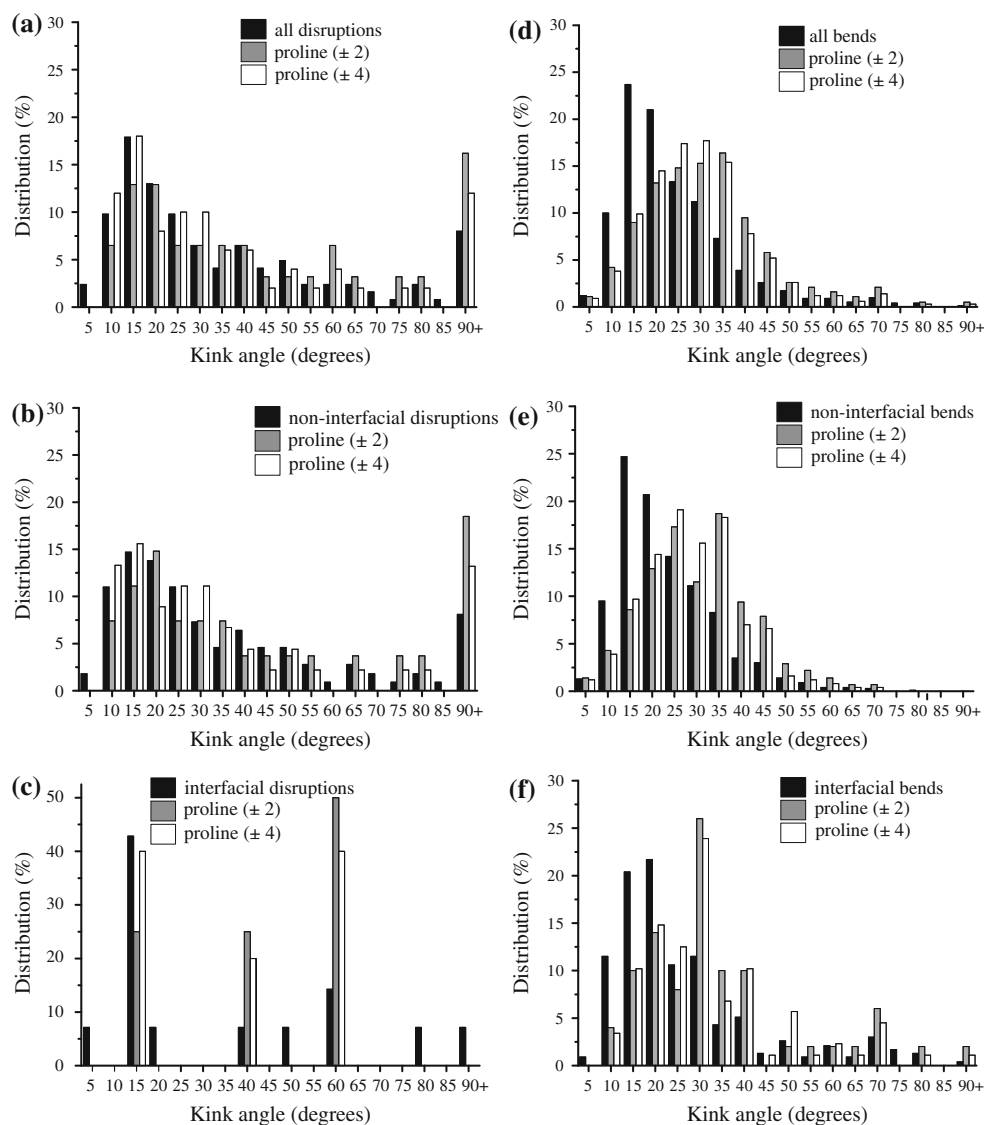 (a)
all disruptions
proline (± 2)
proline (± 4)
Distribution (%)
30
25
20
15
10
5
0
5 10 15 20 25 30 35 40 45 50 55 60 65 70 75 80 85 90+
Kink angle (degrees)
(d)
all bends
proline (± 2)
proline (± 4)
Distribution (%)
30
25
20
15
10
5
0
5 10 15 20 25 30 35 40 45 50 55 60 65 70 75 80 85 90+
Kink angle (degrees)
(b)
non-interfacial disruptions
proline (± 2)
proline (± 4)
Distribution (%)
30
25
20
15
10
5
0
5 10 15 20 25 30 35 40 45 50 55 60 65 70 75 80 85 90+
Kink angle (degrees)
(e)
non-interfacial bends
proline (± 2)
proline (± 4)
Distribution (%)
30
25
20
15
10
5
0
5 10 15 20 25 30 35 40 45 50 55 60 65 70 75 80 85 90+
Kink angle (degrees)
(c)
interfacial disruptions
proline (± 2)
proline (± 4)
Distribution (%)
50
40
30
20
10
0
5 10 15 20 25 30 35 40 45 50 55 60 65 70 75 80 85 90+
Kink angle (degrees)
(f)
interfacial bends
proline (± 2)
proline (± 4)
Distribution (%)
30
25
20
15
10
5
0
5 10 15 20 25 30 35 40 45 50 55 60 65 70 75 80 85 90+
Kink angle (degrees)